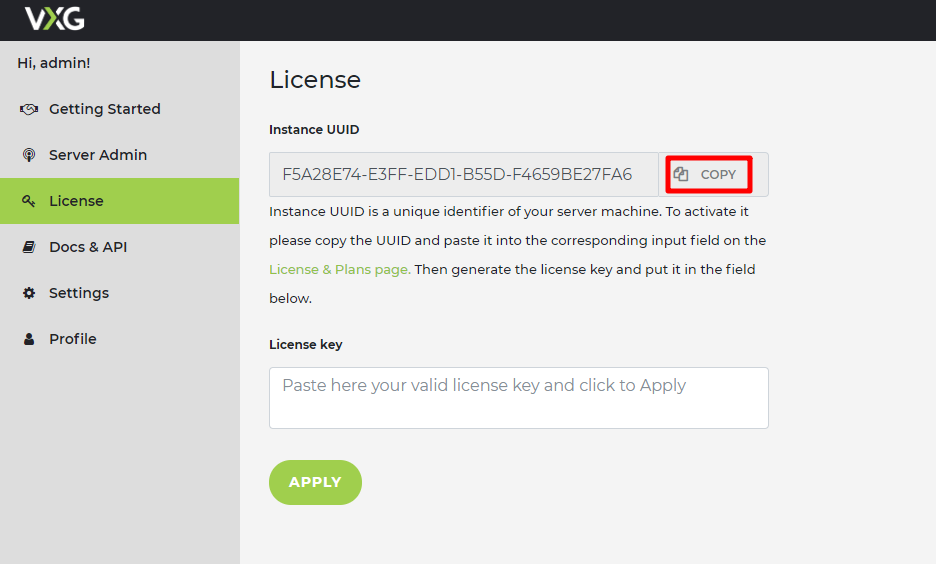 VXG
Hi, admin!
Getting Started
Server Admin
License
Docs & API
Settings
Profile
License
Instance UUID
F5A28E74-E3FF-EDD1-B55D-F4659BE27FA6
COPY
Instance UUID is a unique identifier of your server machine. To activate it
please copy the UUID and paste it into the corresponding input field on the
License & Plans page. Then generate the license key and put it in the field
below.
License key
Paste here your valid license key and click to Apply
APPLY